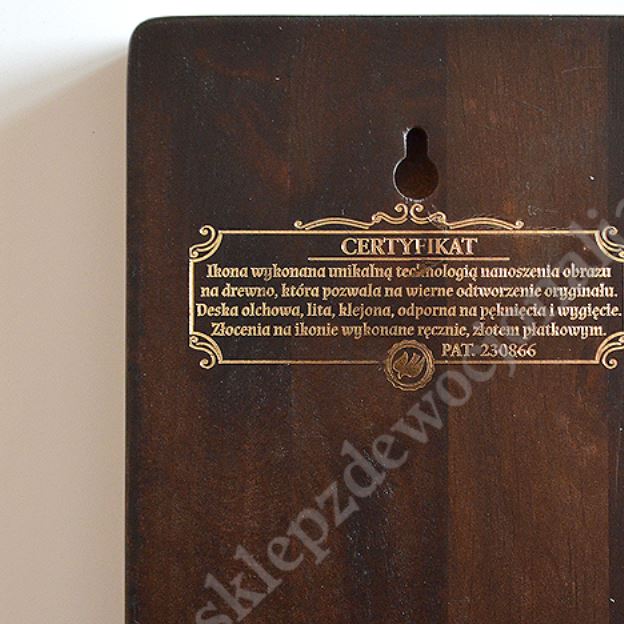 CERTYFIKAT
Ikona wykonana unikalną technologią nanoszenia obrazu
na drewno, która pozwala na wierne odtworzenie oryginału.
Deska olchowa, lita, klejona, odporna na pęknięcia i wygięcie.
Złocenia na ikonie wykonane ręcznie, złotem płatkowym.
PAT. 230866
sklepzdewocjonaliami